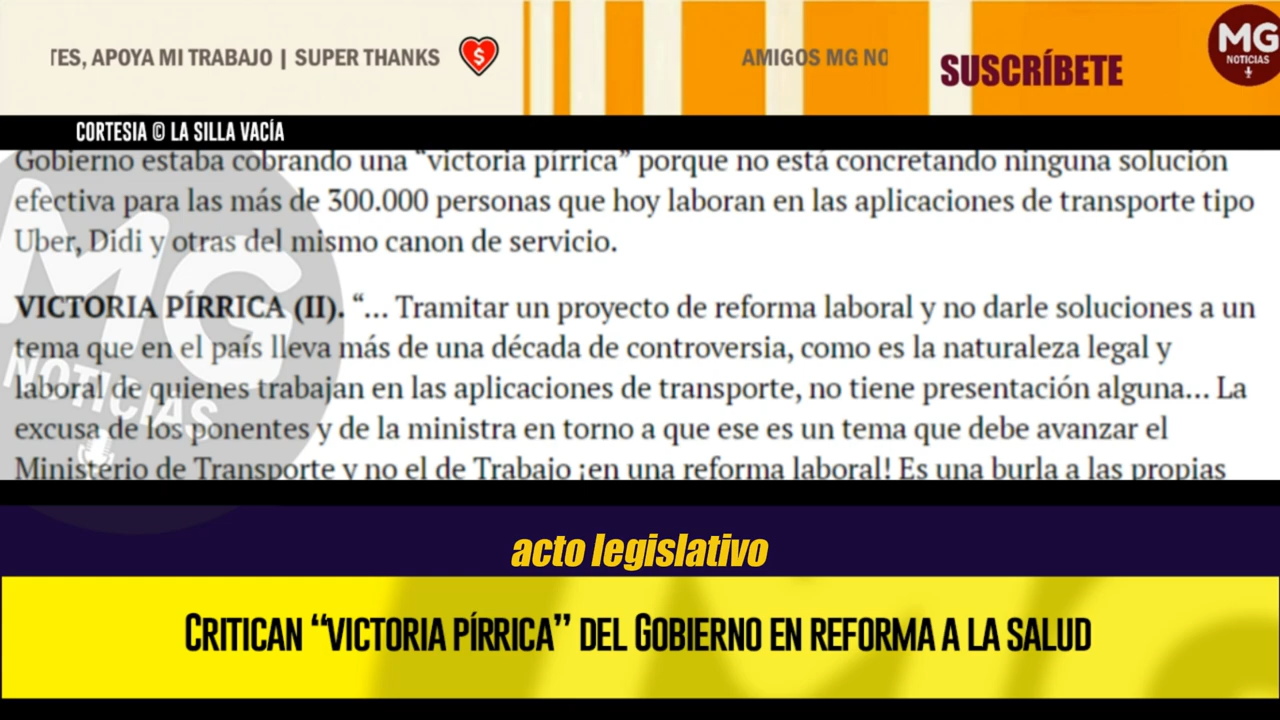 TES, APOYA MI TRABAJO | SUPER THANKS
AMIGOS MG NO
SUSCRÍBETE
MG
NOTICIAS
CORTESIA © LA SILLA VACÍA
Gobierno estaba cobrando una “victoria pírrica” porque no está concretando ninguna solución
efectiva para las más de 300.000 personas que hoy laboran en las aplicaciones de transporte tipo
Uber, Didi y otras del mismo canon de servicio.
VICTORIA PÍRRICA (II). “... Tramitar un proyecto de reforma laboral y no darle soluciones a un
tema que en el país lleva más de una década de controversia, como es la naturaleza legal y
laboral de quienes trabajan en las aplicaciones de transporte, no tiene presentación alguna... La
excusa de los ponentes y de la ministra en torno a que ese es un tema que debe avanzar el
Ministerio de Transporte y no el de Trabajo ¡en una reforma laboral! Es una burla a las propias
MG
NOTICIAS
acto legislativo
CRITICAN “VICTORIA PÍRRICA” DEL GOBIERNO EN REFORMA A LA SALUD